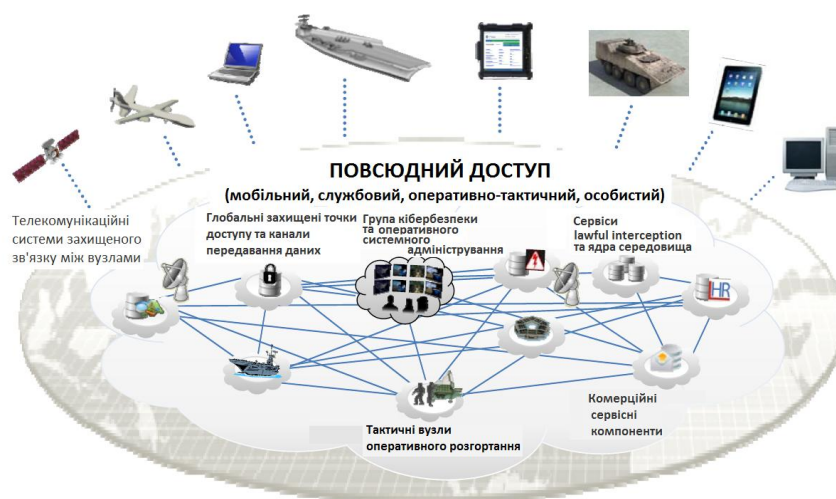 ПОВСЮДНИЙ ДОСТУП
(мобільний, службовий, оперативно-тактичний, особистий)
Телекомунікаційні
системи захищеного
зв'язку між вузлами
Глобальні захищені точки
доступу та канали
передавання даних
Група кібербезпеки
та оперативного
системного
адміністрування
Сервіси
lawful interception
та ядра середовища
HR
Тактичні вузли
оперативного розгортання
Комерційні
сервісні
компоненти